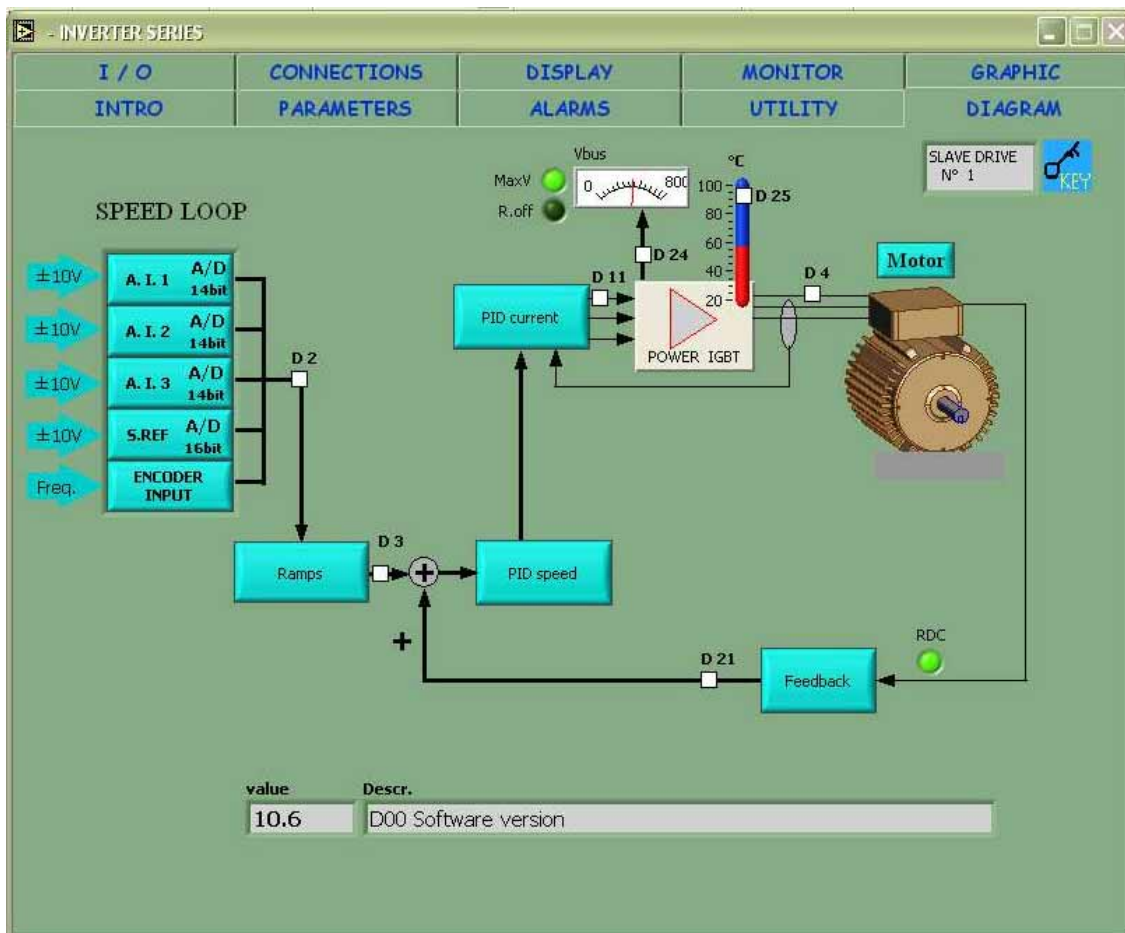 - INVERTER SERIES
I / O CONNECTIONS DISPLAY MONITOR GRAPHIC
INTRO PARAMETERS ALARMS UTILITY DIAGRAM
SLAVE DRIVE
N° 1
KEY
Vbus
MaxV
R.off
0 800
°C
100
80
60
40
20
D 25
D 24
SPEED LOOP
±10V A. I. 1 A/D
14bit
±10V A. I. 2 A/D
14bit
±10V A. I. 3 A/D
14bit
±10V S.REF A/D
16bit
Freq. ENCODER
INPUT
D 2
D 11
PID current
POWER IGBT
D 4
Motor
Ramps
D 3
+
PID speed
+
D 21
Feedback
RDC
value Descr.
10.6 D00 Software version